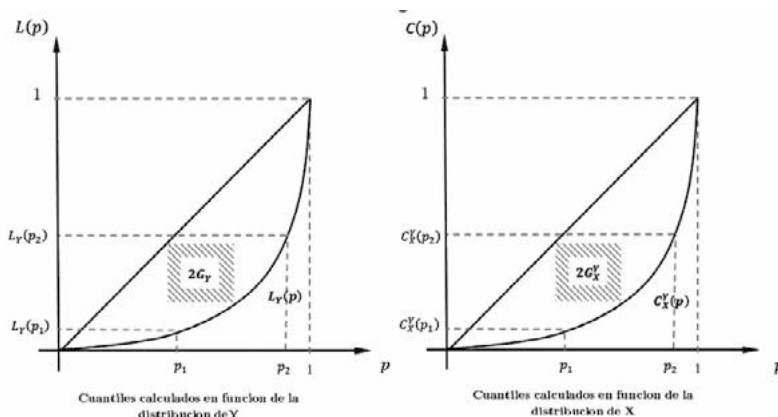 L(p)
1
L_Y(p_2)
2G_Y
L_Y(p)
L_Y(p_1)
p_1
p_2
1
p
Cuantiles calculados en funcion de la
distribucion de Y
C(p)
1
C_X^Y(p_2)
2G_X^Y
C_X^Y(p)
C_X^Y(p_1)
p_1
p_2
1
p
Cuantiles calculados en funcion de la
distribucion de X